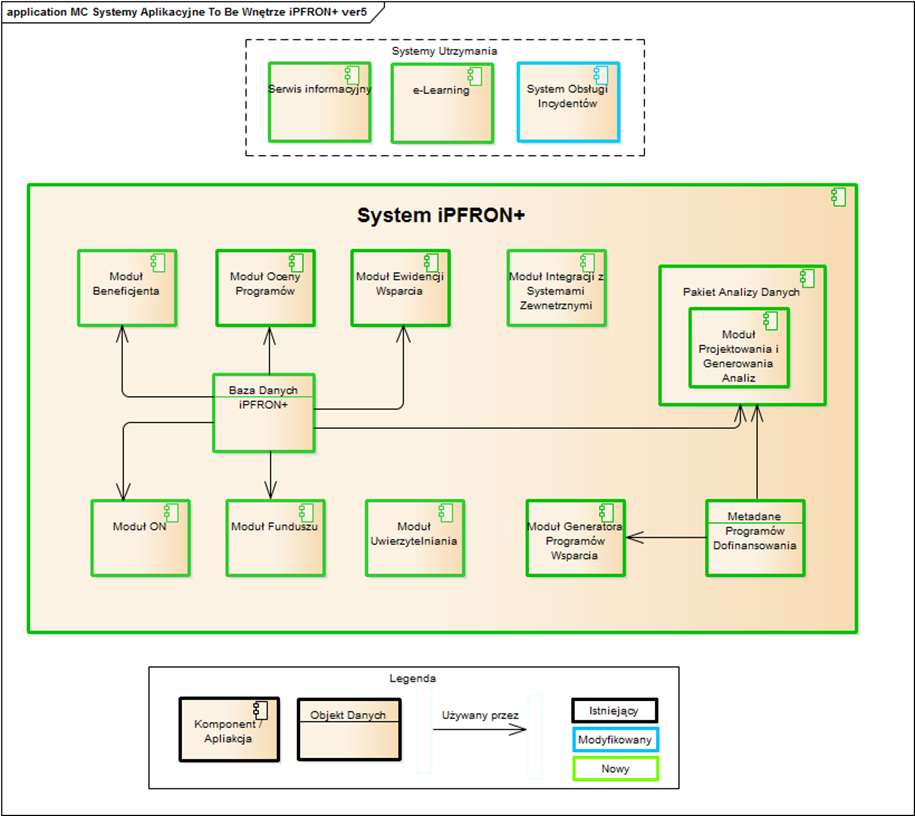 application MC Systemy Aplikacyjne To Be Wnętrze iPFRON+ ver5
Systemy Utrzymania
Serwis informacyjny
e-Learning
System Obsługi
Incydentów
System iPFRON+
Moduł
Beneficjenta
Moduł Oceny
Programów
Moduł Ewidencji
Wsparcia
Moduł Integracji z
Systemami
Zewnetrznymi
Pakiet Analizy Danych
Moduł
Projektowania i
Generowania
Analiz
Baza Danych
iPFRON+
Moduł ON
Moduł Funduszu
Moduł
Uwierzytelniania
Moduł Generatora
Programów
Wsparcia
Metadane
Programów
Dofinansowania
Legenda
Komponent /
Apliakcja
Objekt Danych
Używany przez
Istniejący
Modyfikowany
Nowy